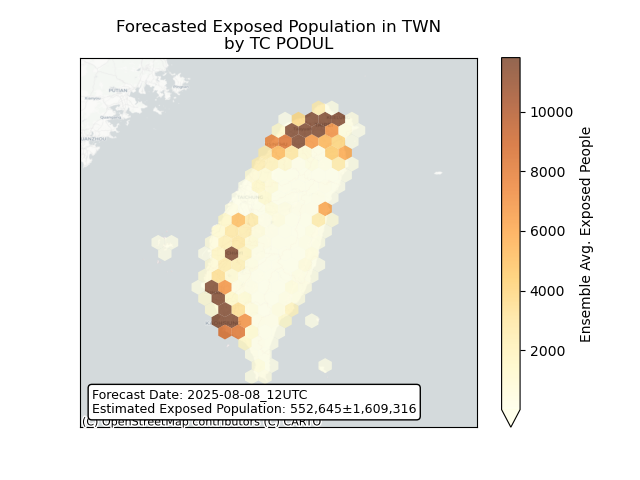 Forecasted Exposed Population in TWN
by TC PODUL
PUTIAN
10000
8000
6000
4000
2000
Ensemble Avg. Exposed People
Forecast Date: 2025-08-08_12UTC
Estimated Exposed Population: 552,645±1,609,316
(C) OpenStreetMap contributors (C) CARTO